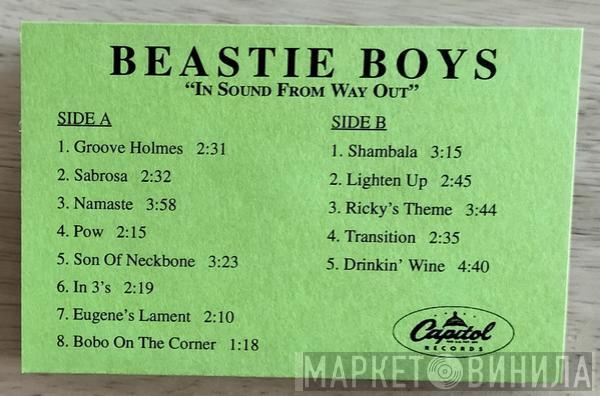 BEASTIE BOYS
"IN SOUND FROM WAY OUT"
SIDE A
1. Groove Holmes 2:31
2. Sabrosa 2:32
3. Namaste 3:58
4. Pow 2:15
5. Son Of Neckbone 3:23
6. In 3's 2:19
7. Eugene's Lament 2:10
8. Bobo On The Corner 1:18
SIDE B
1. Shambala 3:15
2. Lighten Up 2:45
3. Ricky's Theme 3:44
4. Transition 2:35
5. Drinkin' Wine 4:40
Capitol
RECORDS
МАРКЕТ ВИНИЛА